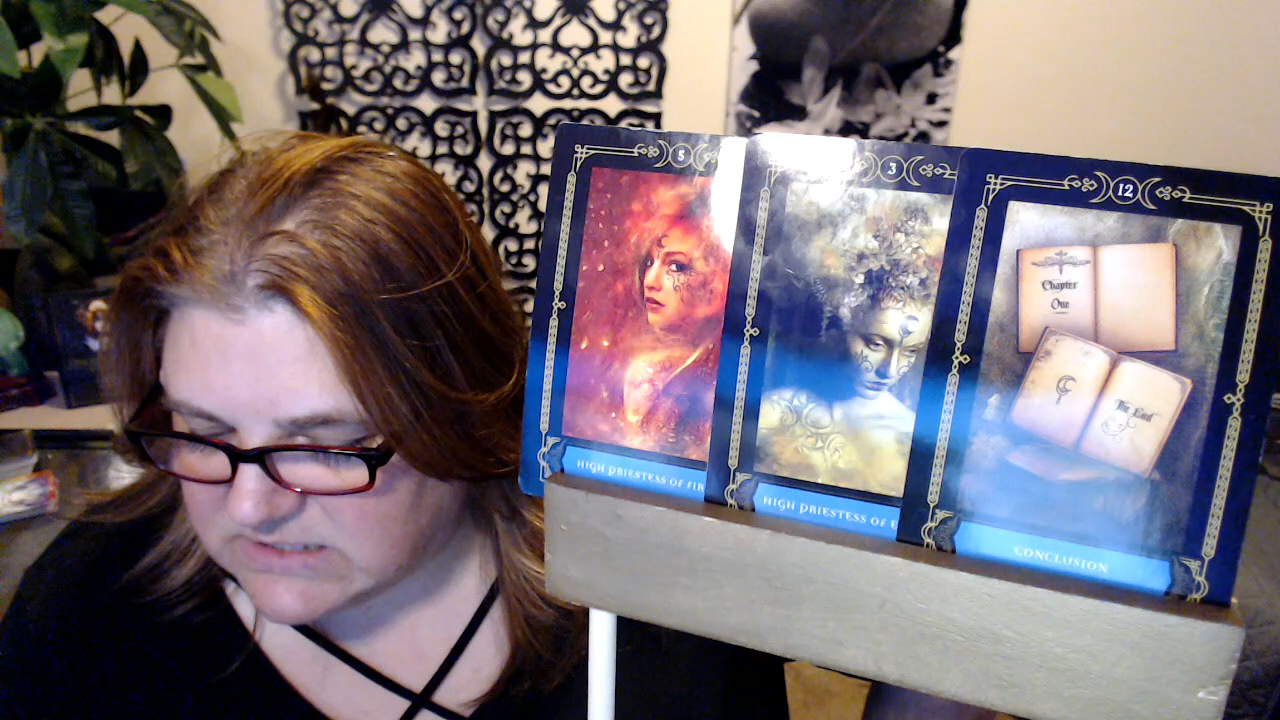 5
HIGH PRIESTESS OF FIR
3
HIGH PRIESTESS OF E
12
Chapter
One
The End
CONCLUSION